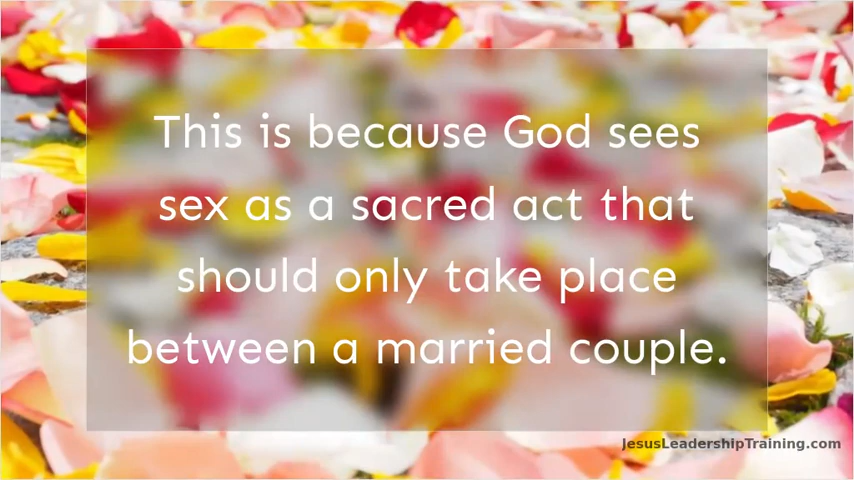 This is because God sees
sex as a sacred act that
should only take place
between a married couple.
JesusLeadershipTraining.com